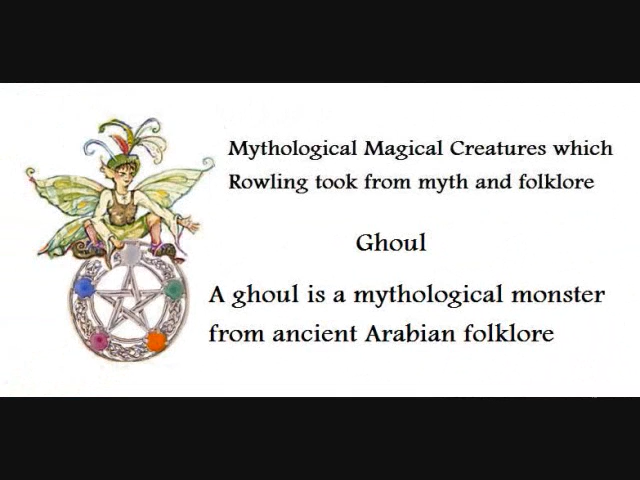 Mythological Magical Creatures which
Rowling took from myth and folklore
Ghoul
A ghoul is a mythological monster
from ancient Arabian folklore